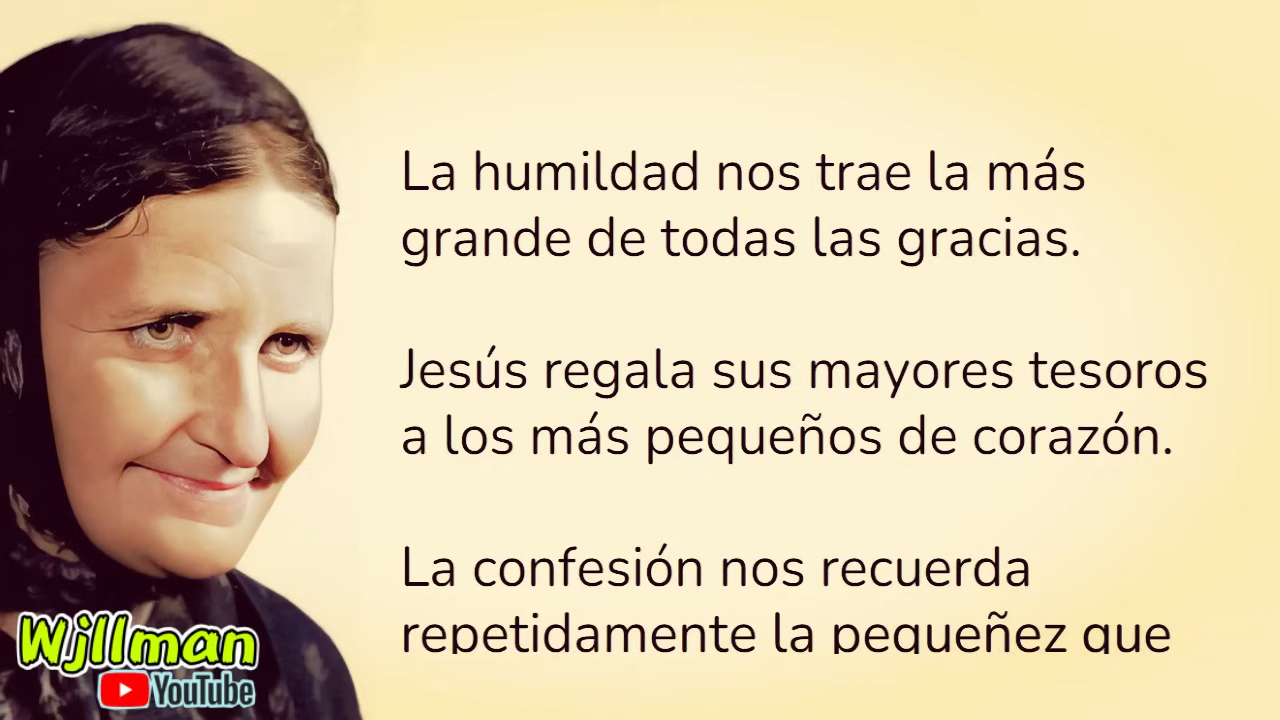 La humildad nos trae la más
grande de todas las gracias.
Jesús regala sus mayores tesoros
a los más pequeños de corazón.
La confesión nos recuerda
repetidamente la pequeñez que
Wjllman
YouTube